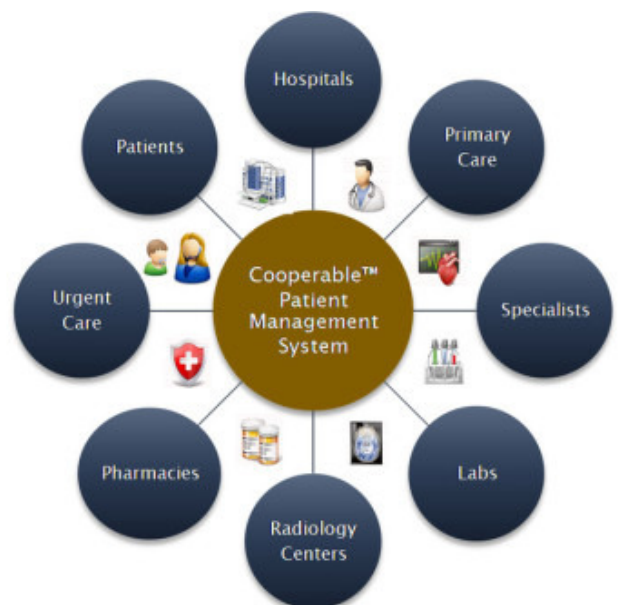 Hospitals
Primary
Care
Specialists
Labs
Radiology
Centers
Pharmacies
Urgent
Care
Patients
Cooperable™
Patient
Management
System